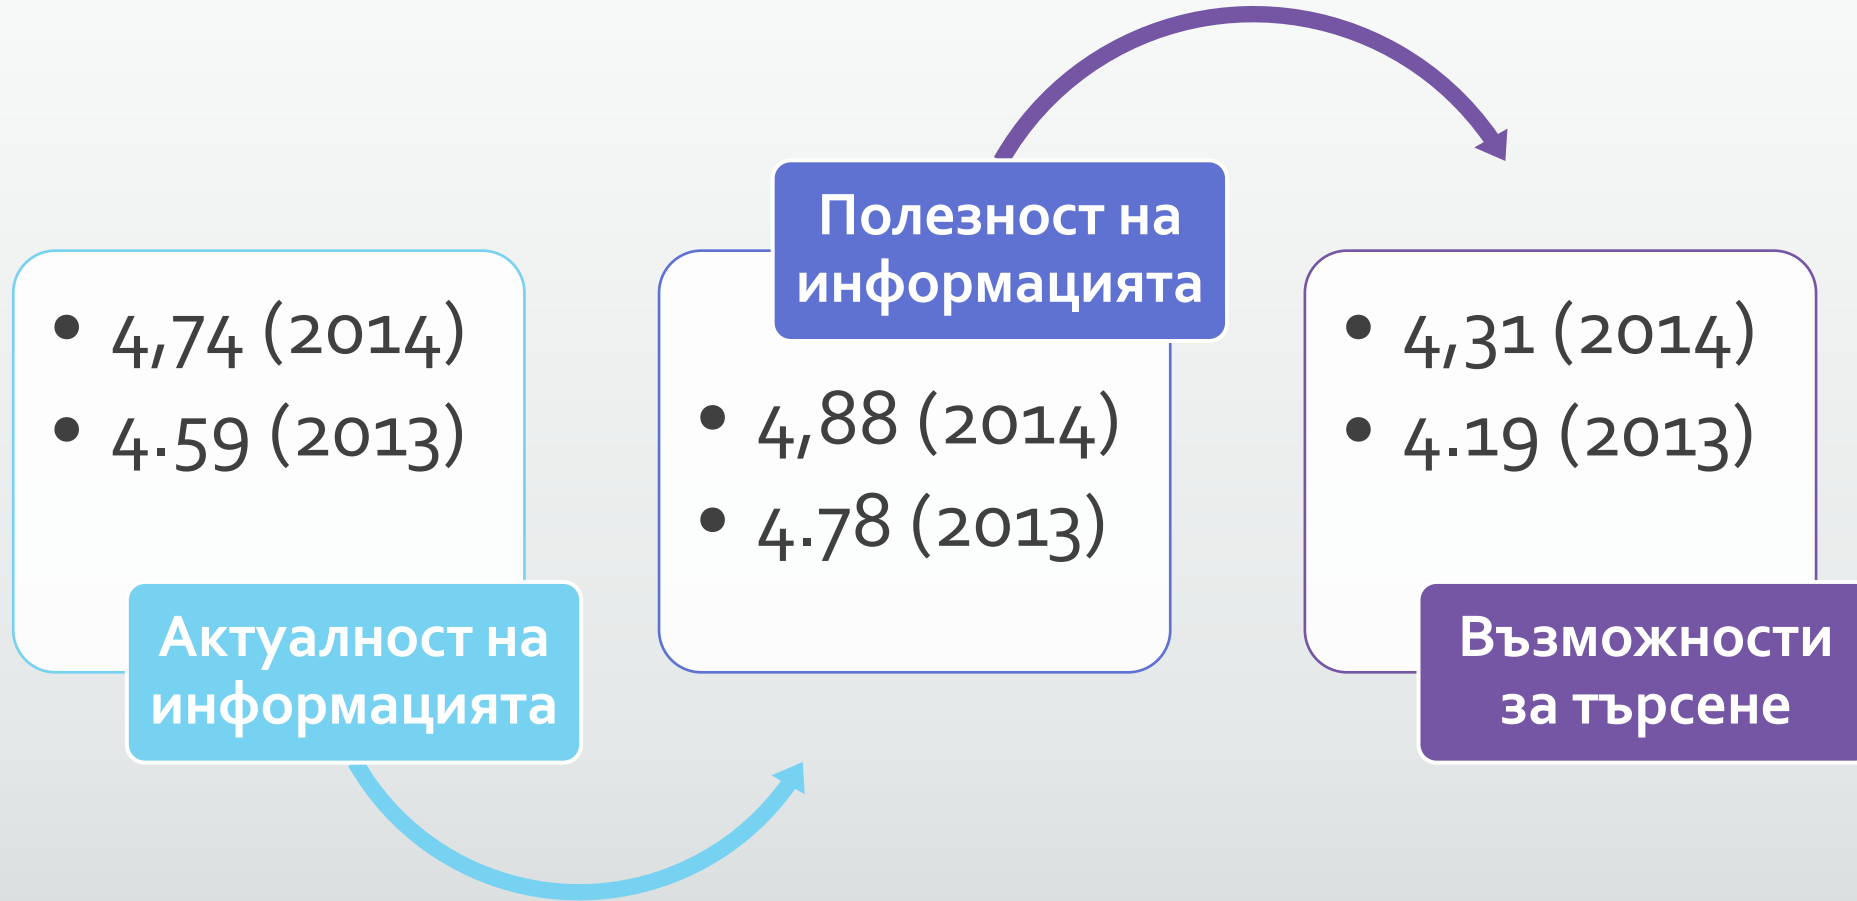 • 4,74 (2014)
• 4.59 (2013)
Актуалност на
информацията
Полезност на
информацията
• 4,88 (2014)
• 4.78 (2013)
• 4,31 (2014)
• 4.19 (2013)
Възможности
за търсене